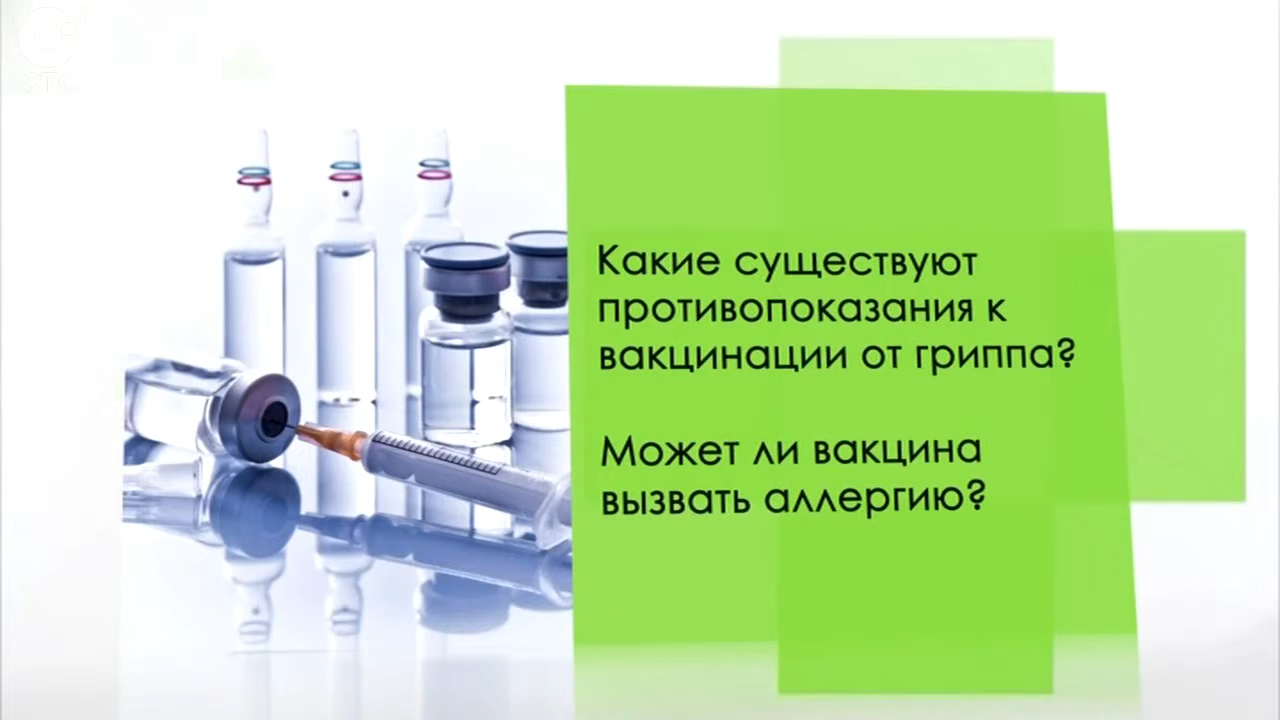 Какие существуют
противопоказания к
вакцинации от гриппа?
Может ли вакцина
вызвать аллергию?